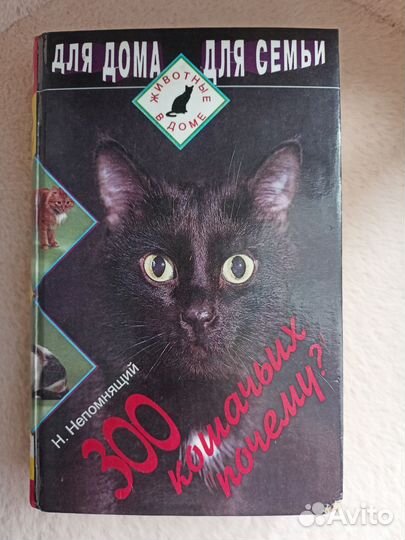 ДЛЯ ДОМА ДЛЯ СЕМЬИ
ЖИВОТНЫЕ
В ДОМЕ
Н. Непомнящий
300
кошачьих
почему?
Avito